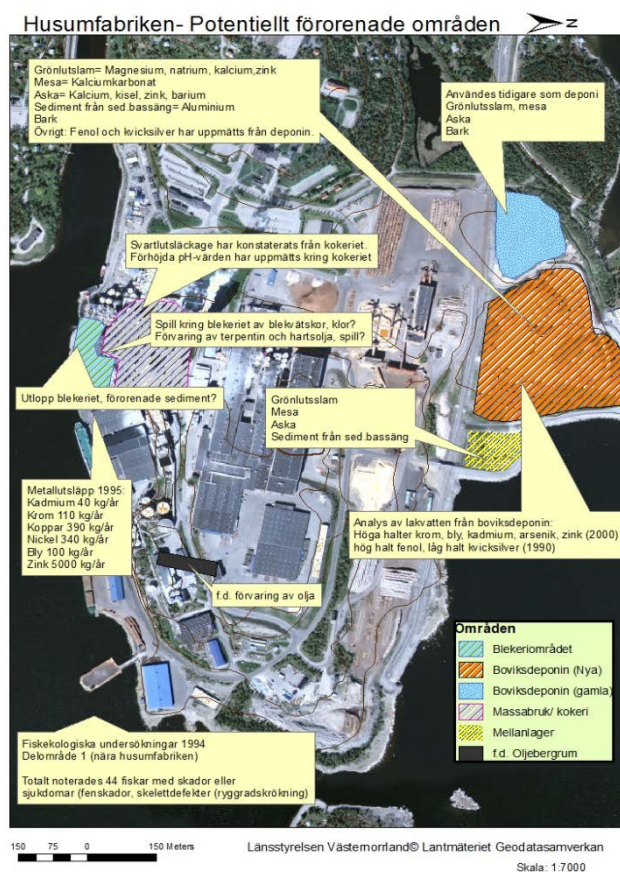 Husumfabriken- Potentiellt förorenade områden
N
Grönlutslam= Magnesium, natrium, kalcium,zink
Mesa= Kalciumkarbonat
Aska= Kalcium, kisel, zink, barium
Sediment från sed.bassäng= Aluminium
Bark
Övrigt: Fenol och kvicksilver har uppmätts från deponin.
Användes tidigare som deponi
Grönlutsslam, mesa
Aska
Bark
Svartlutsläckage har konstaterats från kokeriet.
Förhöjda pH-värden har uppmätts kring kokeriet
Spill kring blekeriet av blekvätskor, klor?
Förvaring av terpentin och hartsolja, spill?
Utlopp blekeriet, förorenade sediment?
Grönlutsslam
Mesa
Aska
Sediment från sed.bassäng
Metallutsläpp 1995:
Kadmium 40 kg/år
Krom 110 kg/år
Koppar 390 kg/år
Nickel 340 kg/år
Bly 100 kg/år
Zink 5000 kg/år
Analys av lakvatten från boviksdeponin:
Höga halter krom, bly, kadmium, arsenik, zink (2000)
hög halt fenol, låg halt kvicksilver (1990)
f.d. förvaring av olja
Områden
Blekeriområdet
Boviksdeponin (Nya)
Boviksdeponin (gamla)
Massabruk/ kokeri
Mellanlager
f.d. Oljebergrum
Fiskekologiska undersökningar 1994
Delområde 1 (nära husumfabriken)
Totalt noterades 44 fiskar med skador eller
sjukdomar (fenskador, skelettdefekter (ryggradskrökning)
150 75 0 150 Meters
Länsstyrelsen Västernorrland© Lantmäteriet Geodatasamverkan
Skala: 1:7000